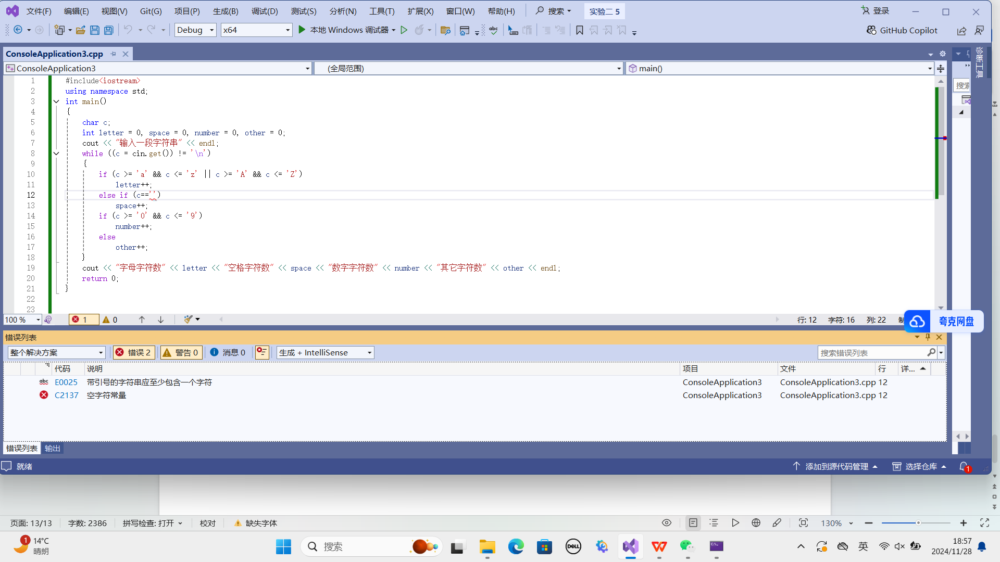 文件(F) 编辑(E) 视图(V) Git(G) 项目(P) 生成(B) 调试(D) 测试(S) 分析(N) 工具(T) 扩展(X) 窗口(W) 帮助(H) 搜索 实验二 5 登录
Debug x64 本地 Windows 调试器 GitHub Copilot
ConsoleApplication3.cpp
ConsoleApplication3 (全局范围) main()
诊断工具
搜索
1 #include<iostream>
2 using namespace std;
3 int main()
4 {
5 char c;
6 int letter = 0, space = 0, number = 0, other = 0;
7 cout << "输入一段字符串" << endl;
8 while ((c = cin.get()) != '\n')
9 {
10 if (c >= 'a' && c <= 'z' || c >= 'A' && c <= 'Z')
11 letter++;
12 else if (c=='')
13 space++;
14 if (c >= '0' && c <= '9')
15 number++;
16 else
17 other++;
18 }
19 cout << "字母字符数" << letter << "空格字符数" << space << "数字字符数" << number << "其它字符数" << other << endl;
20 return 0;
21 }
22
23
100 % 1 0 行: 12 字符: 16 列: 22 制
夸克网盘
错误列表
整个解决方案 错误 2 警告 0 消息 0 生成 + IntelliSense 搜索错误列表
代码 说明 项目 文件 行 详...
abc E0025 带引号的字符串应至少包含一个字符 ConsoleApplication3 ConsoleApplication3.cpp 12
C2137 空字符常量 ConsoleApplication3 ConsoleApplication3.cpp 12
错误列表 输出
就绪 添加到源代码管理 选择仓库 1
页面: 13/13 字数: 2386 拼写检查: 打开 校对 缺失字体 130%
1 14°C
晴朗
搜索
DELL
英
18:57
2024/11/28